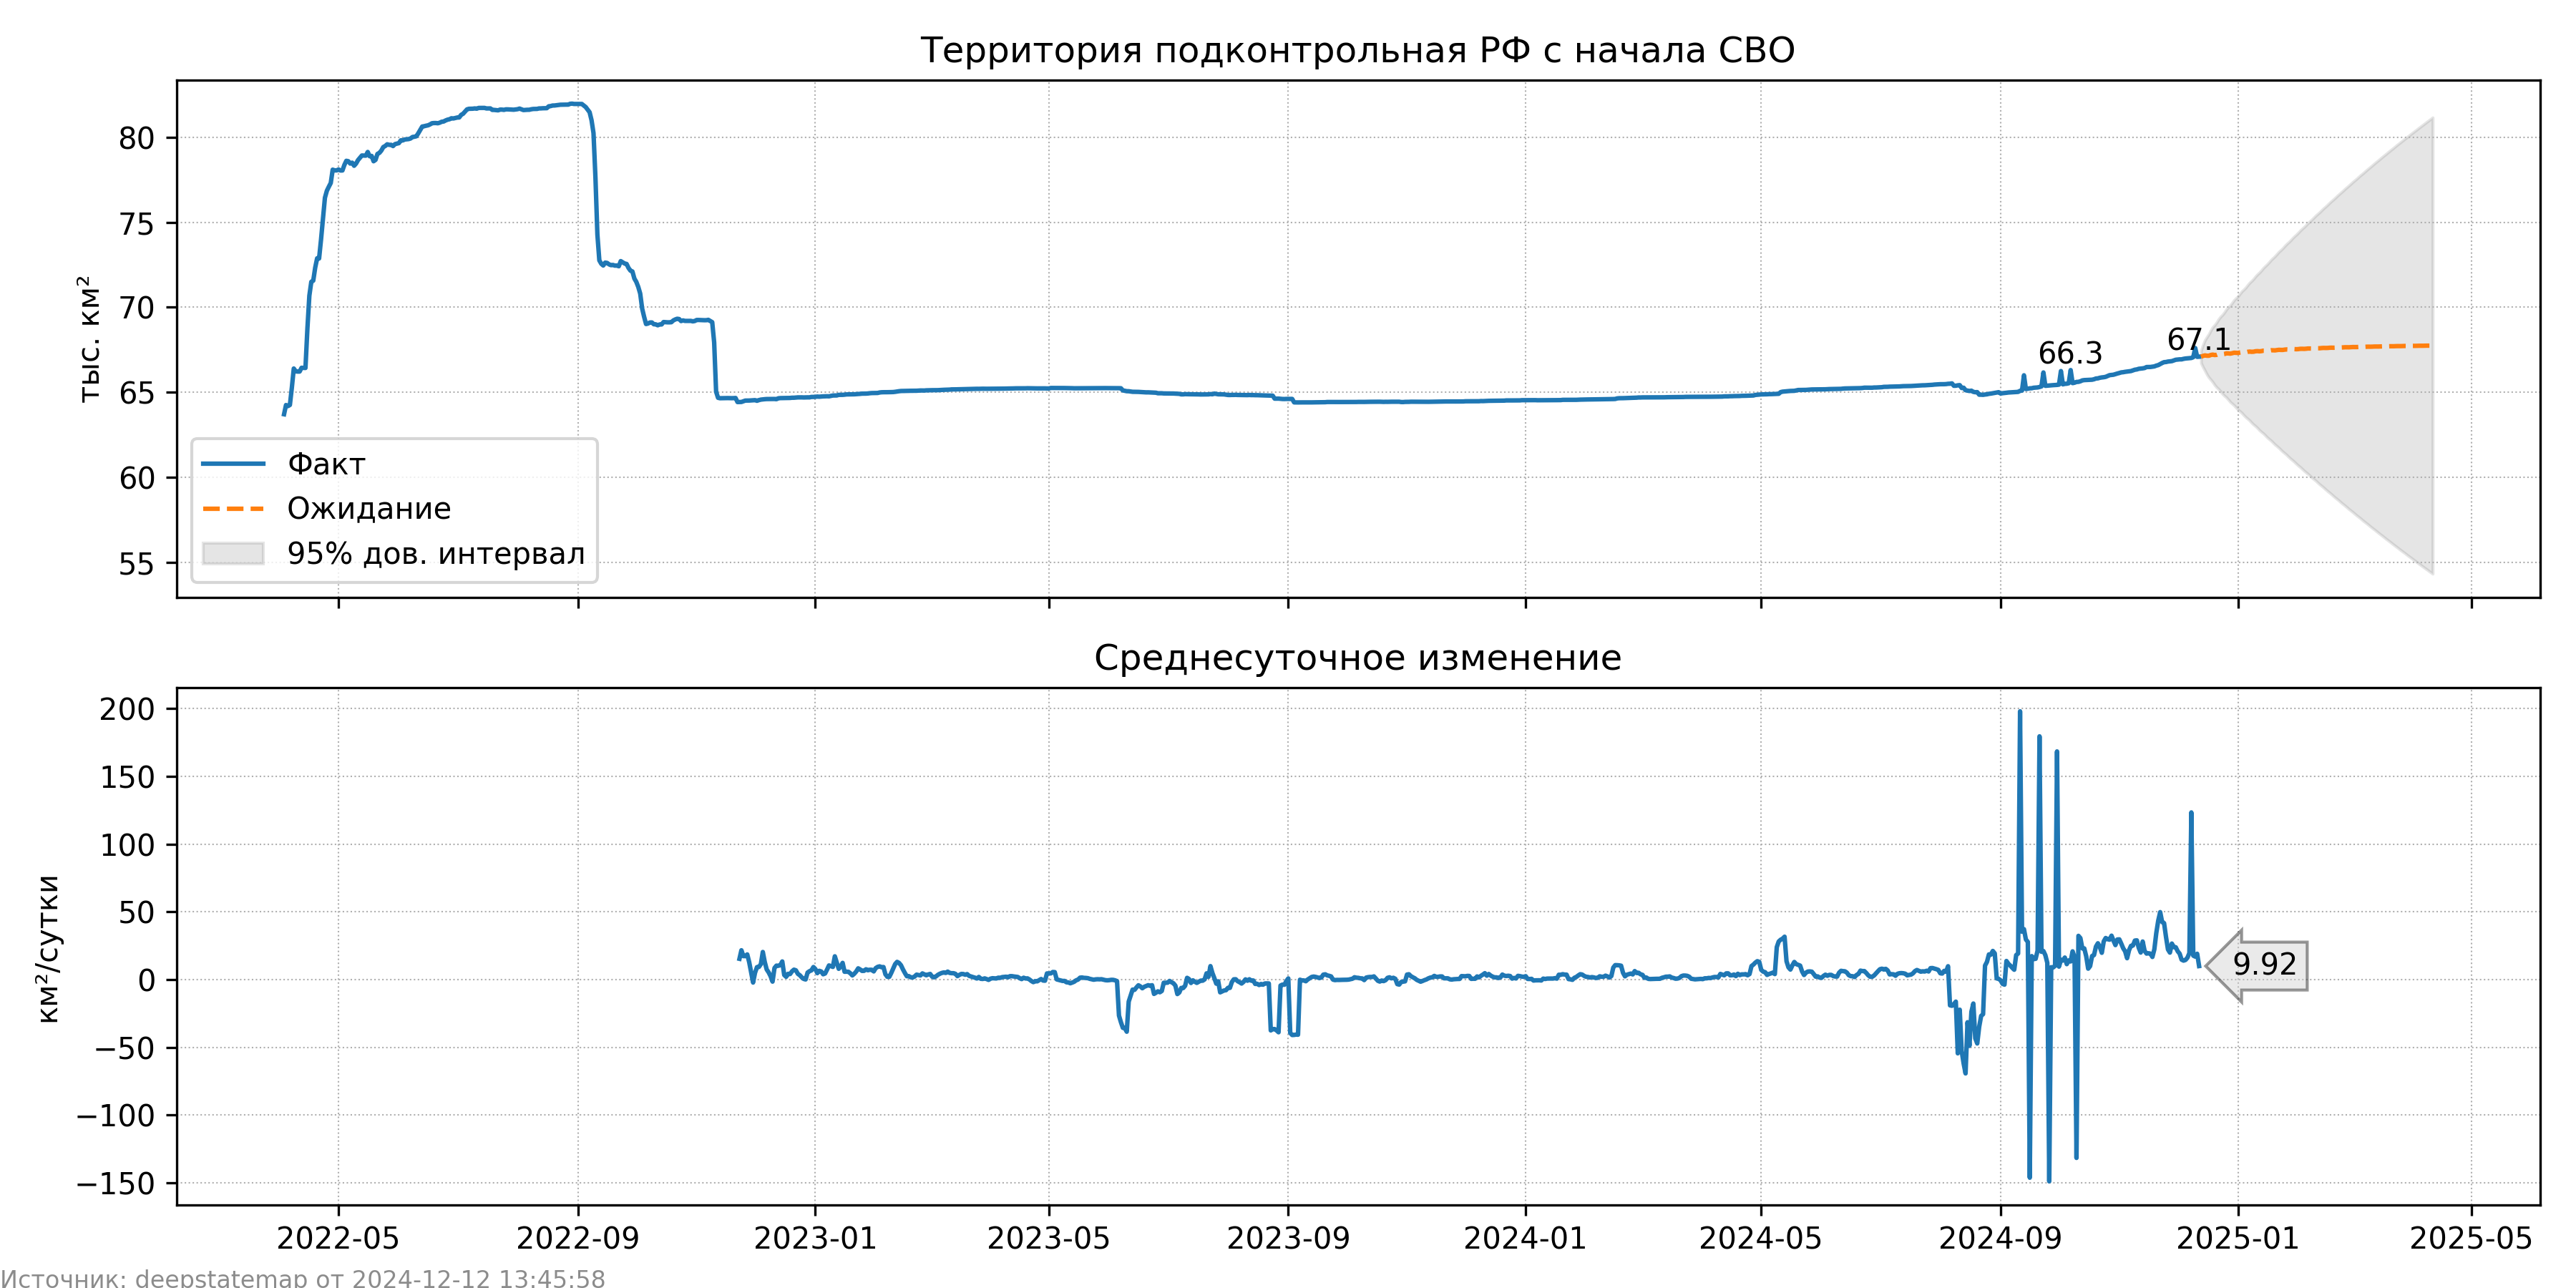 Территория подконтрольная РФ с начала СВО
тыс. км²
80
75
70
65
60
55
66.3
67.1
Факт
Ожидание
95% дов. интервал
Среднесуточное изменение
км²/сутки
200
150
100
50
0
−50
−100
−150
9.92
2022-05 2022-09 2023-01 2023-05 2023-09 2024-01 2024-05 2024-09 2025-01 2025-05
Источник: deepstatemap от 2024-12-12 13:45:58